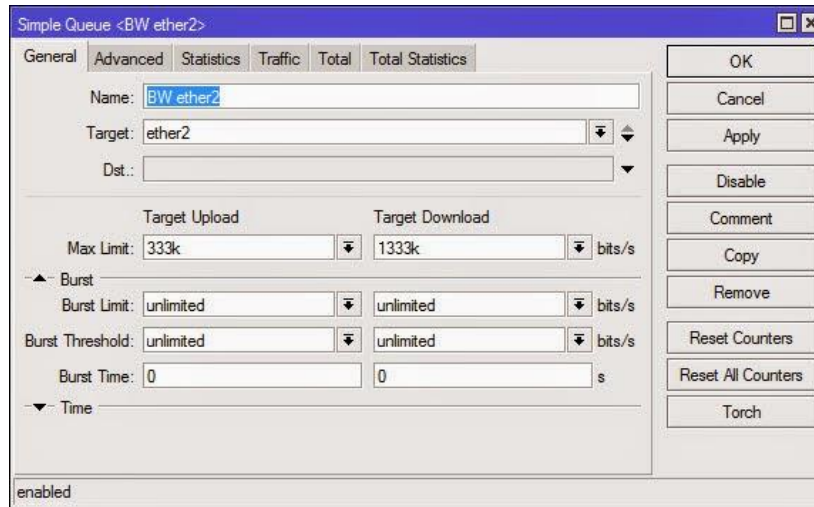 Simple Queue <BW ether2>
General Advanced Statistics Traffic Total Total Statistics
Name: BW ether2
Target: ether2
Dst.:
Target Upload Target Download
Max Limit: 333k 1333k bits/s
Burst
Burst Limit: unlimited unlimited bits/s
Burst Threshold: unlimited unlimited bits/s
Burst Time: 0 0 s
Time
enabled
OK
Cancel
Apply
Disable
Comment
Copy
Remove
Reset Counters
Reset All Counters
Torch